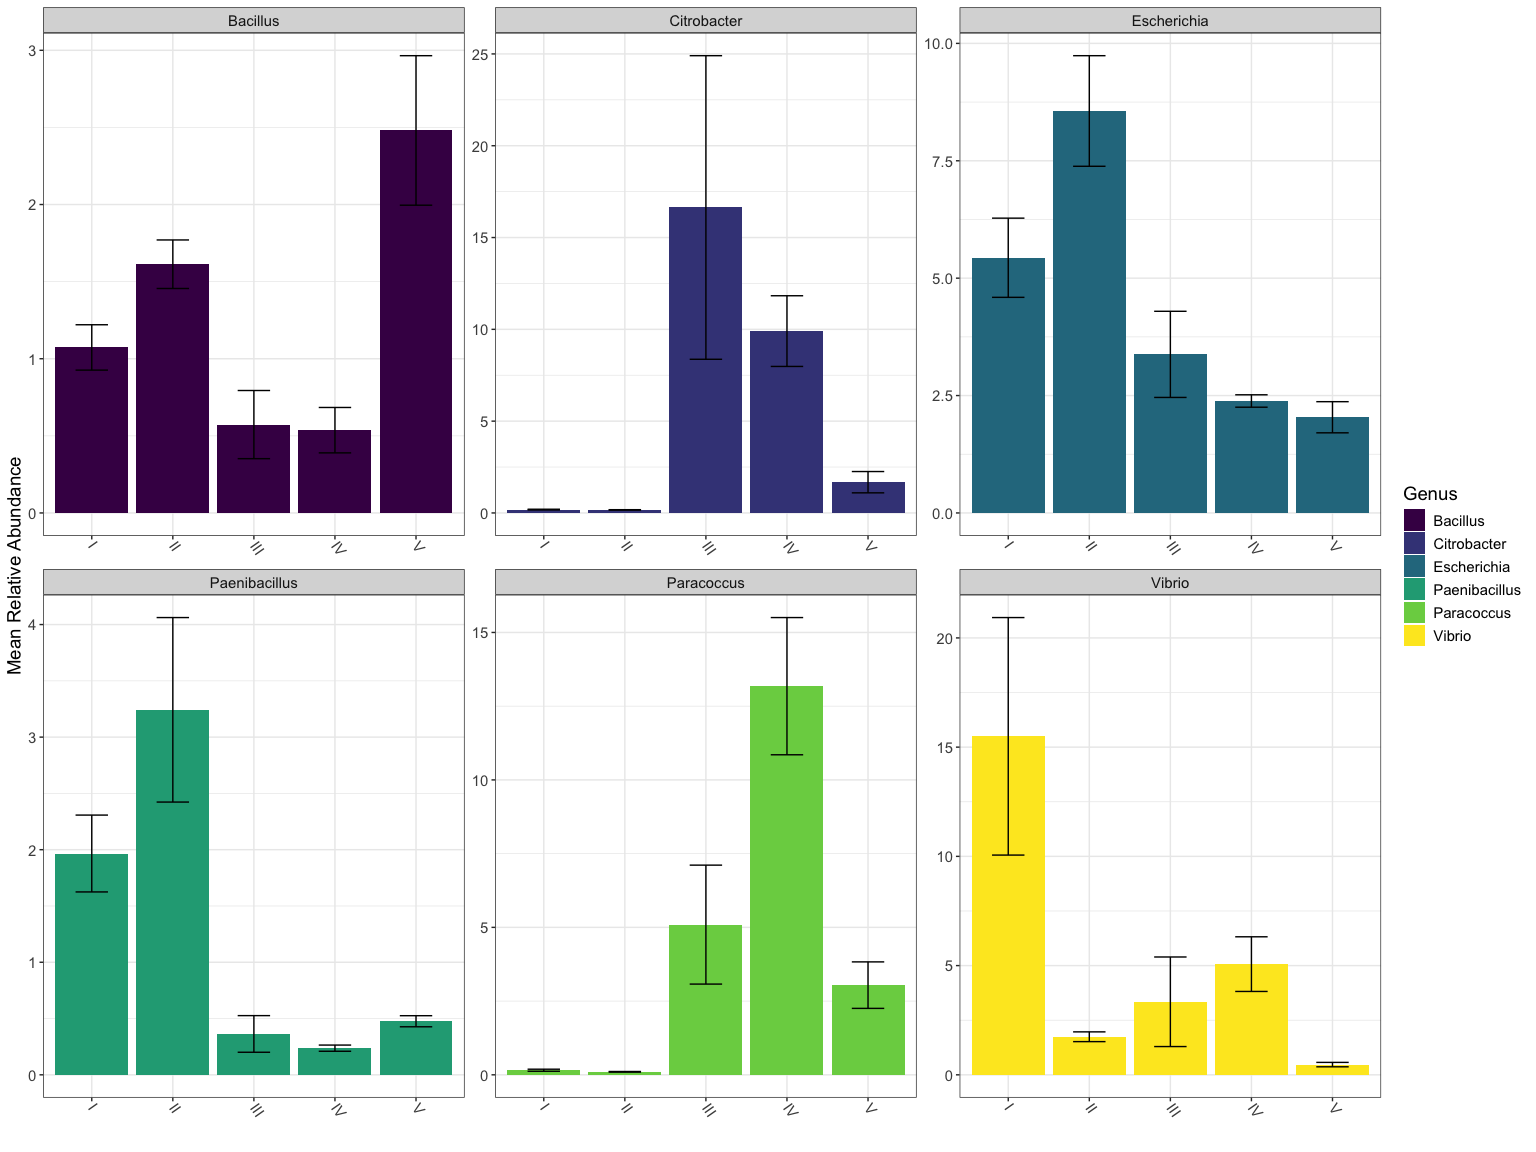 Bacillus
Citrobacter
Escherichia
3
2
1
0
25
20
15
10
5
0
10.0
7.5
5.0
2.5
0.0
I II III IV V
I II III IV V
I II III IV V
Mean Relative Abundance
Paenibacillus
Paracoccus
Vibrio
4
3
2
1
0
15
10
5
0
20
15
10
5
0
I II III IV V
I II III IV V
I II III IV V
Genus
Bacillus
Citrobacter
Escherichia
Paenibacillus
Paracoccus
Vibrio